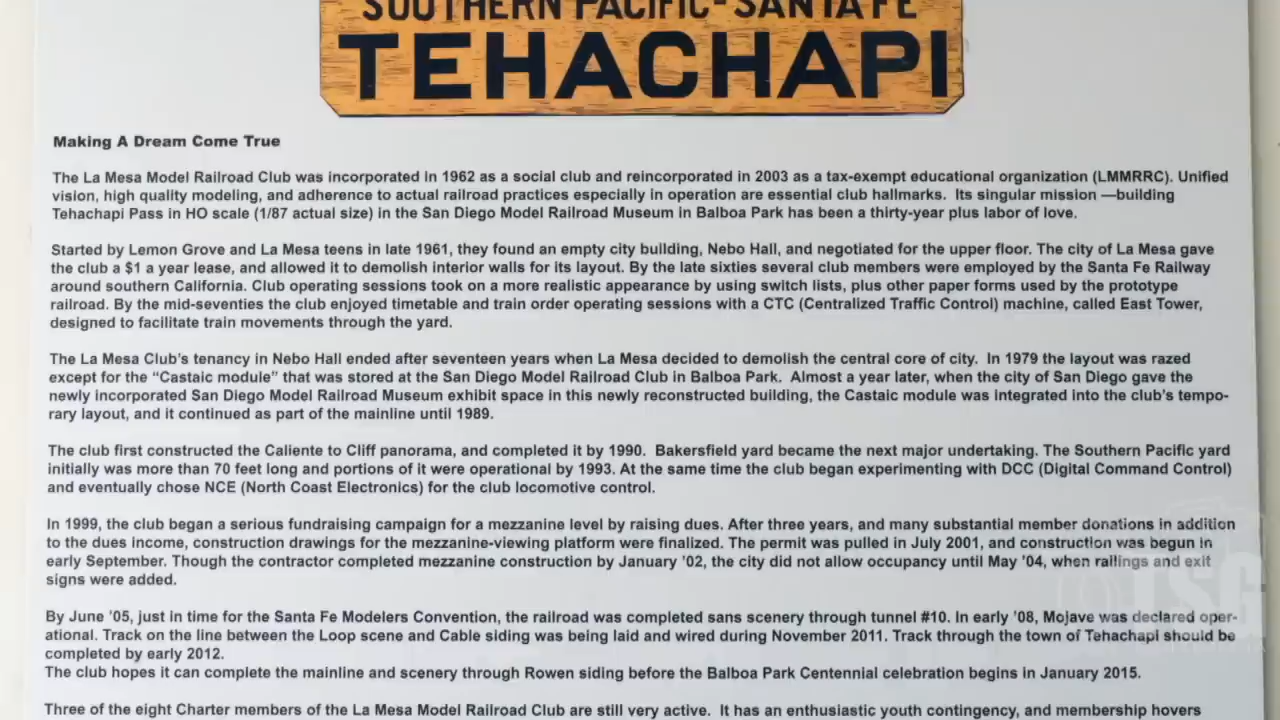 SOUTHERN PACIFIC-SANTA FE
TEHACHAPI
Making A Dream Come True
The La Mesa Model Railroad Club was incorporated in 1962 as a social club and reincorporated in 2003 as a tax-exempt educational organization (LMMRRC). Unified
vision, high quality modeling, and adherence to actual railroad practices especially in operation are essential club hallmarks. Its singular mission —building
Tehachapi Pass in HO scale (1/87 actual size) in the San Diego Model Railroad Museum in Balboa Park has been a thirty-year plus labor of love.
Started by Lemon Grove and La Mesa teens in late 1961, they found an empty city building, Nebo Hall, and negotiated for the upper floor. The city of La Mesa gave
the club a $1 a year lease, and allowed it to demolish interior walls for its layout. By the late sixties several club members were employed by the Santa Fe Railway
around southern California. Club operating sessions took on a more realistic appearance by using switch lists, plus other paper forms used by the prototype
railroad. By the mid-seventies the club enjoyed timetable and train order operating sessions with a CTC (Centralized Traffic Control) machine, called East Tower,
designed to facilitate train movements through the yard.
The La Mesa Club's tenancy in Nebo Hall ended after seventeen years when La Mesa decided to demolish the central core of city. In 1979 the layout was razed
except for the “Castaic module” that was stored at the San Diego Model Railroad Club in Balboa Park. Almost a year later, when the city of San Diego gave the
newly incorporated San Diego Model Railroad Museum exhibit space in this newly reconstructed building, the Castaic module was integrated into the club's tempo-
rary layout, and it continued as part of the mainline until 1989.
The club first constructed the Caliente to Cliff panorama, and completed it by 1990. Bakersfield yard became the next major undertaking. The Southern Pacific yard
initially was more than 70 feet long and portions of it were operational by 1993. At the same time the club began experimenting with DCC (Digital Command Control)
and eventually chose NCE (North Coast Electronics) for the club locomotive control.
In 1999, the club began a serious fundraising campaign for a mezzanine level by raising dues. After three years, and many substantial member donations in addition
to the dues income, construction drawings for the mezzanine-viewing platform were finalized. The permit was pulled in July 2001, and construction was begun in
early September. Though the contractor completed mezzanine construction by January '02, the city did not allow occupancy until May '04, when railings and exit
signs were added.
By June '05, just in time for the Santa Fe Modelers Convention, the railroad was completed sans scenery through tunnel #10. In early '08, Mojave was declared oper-
ational. Track on the line between the Loop scene and Cable siding was being laid and wired during November 2011. Track through the town of Tehachapi should be
completed by early 2012.
The club hopes it can complete the mainline and scenery through Rowen siding before the Balboa Park Centennial celebration begins in January 2015.
Three of the eight Charter members of the La Mesa Model Railroad Club are still very active. It has an enthusiastic youth contingency, and membership hovers
TSG